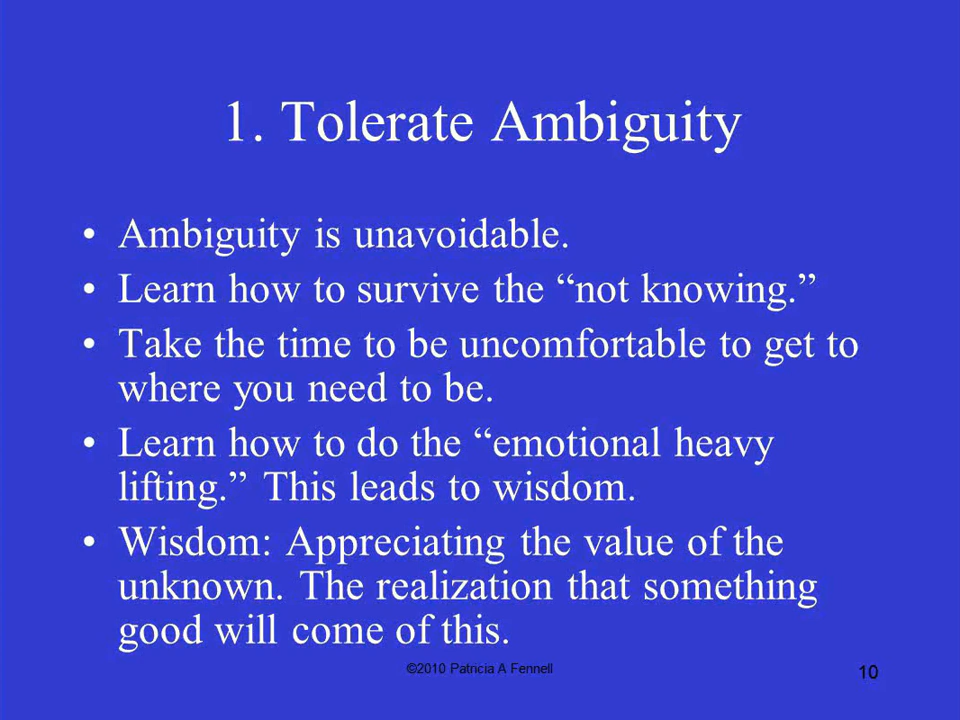 1. Tolerate Ambiguity
• Ambiguity is unavoidable.
• Learn how to survive the “not knowing.”
• Take the time to be uncomfortable to get to
where you need to be.
• Learn how to do the “emotional heavy
lifting.” This leads to wisdom.
• Wisdom: Appreciating the value of the
unknown. The realization that something
good will come of this.
©2010 Patricia A Fennell
10